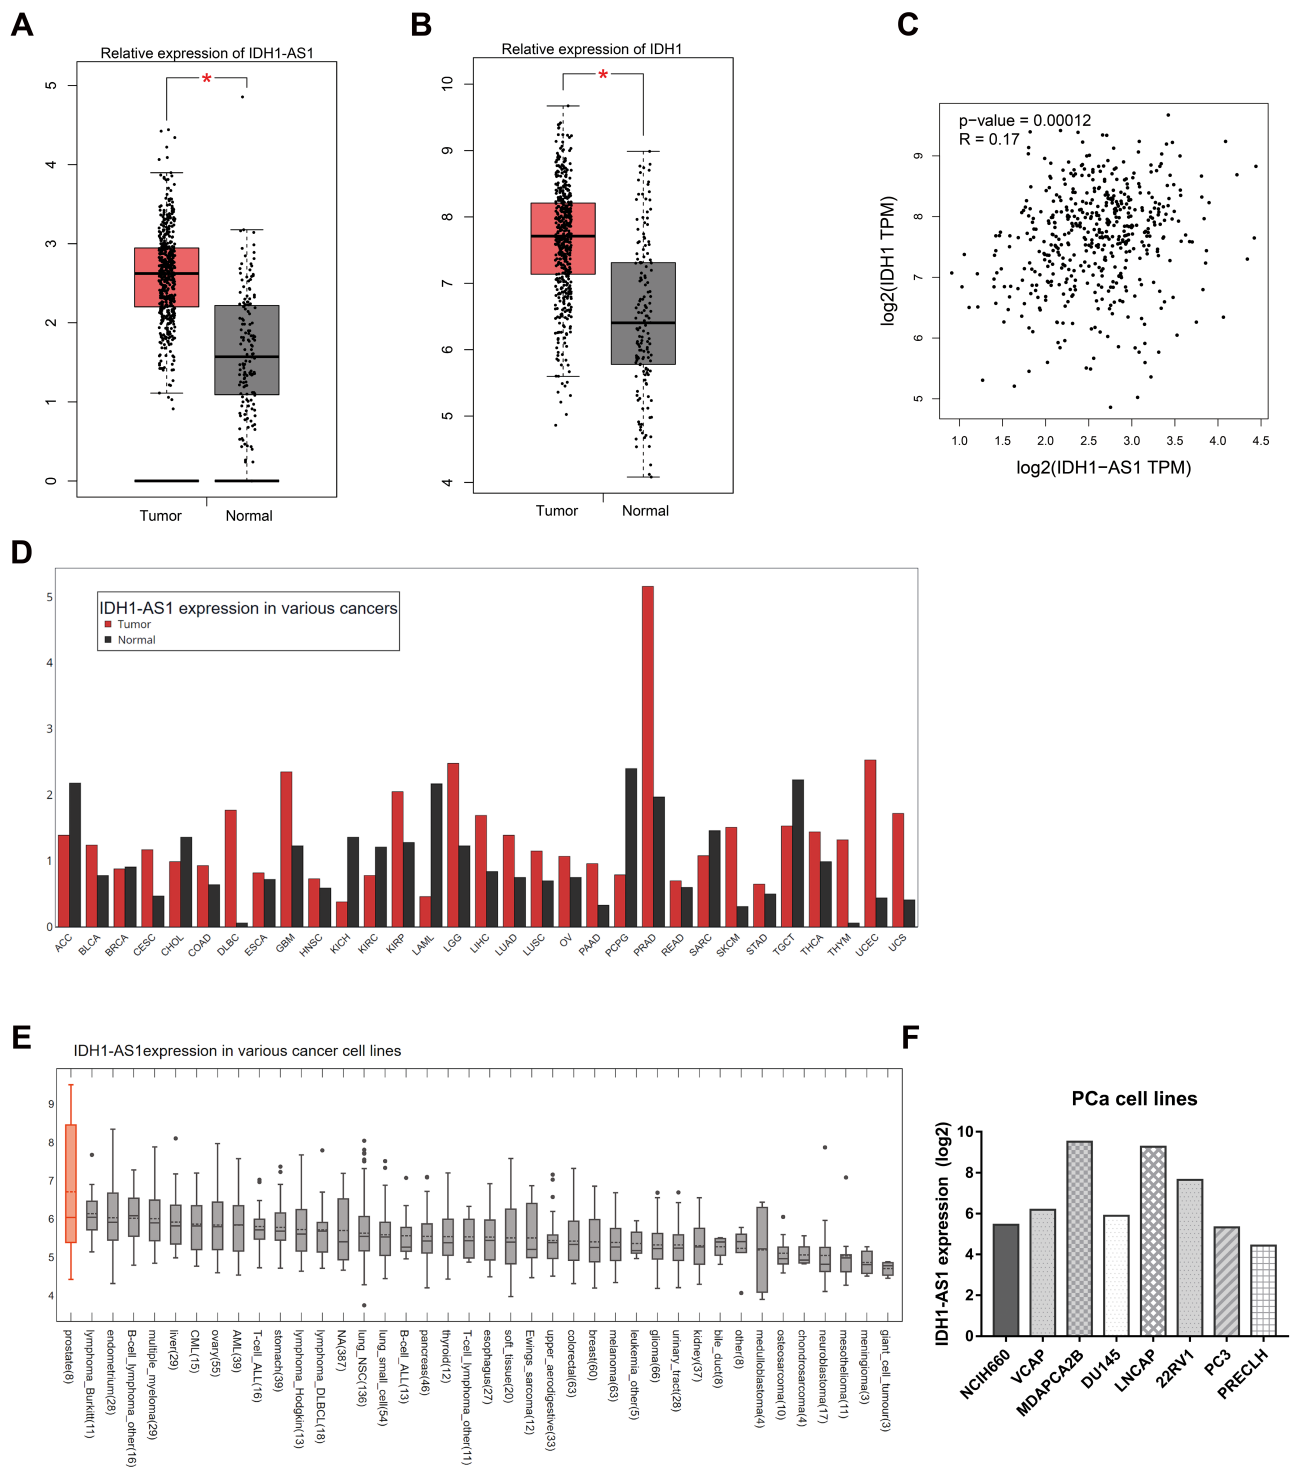 A
Relative expression of IDH1-AS1
5
4
3
2
1
0
*
Tumor
Normal
B
Relative expression of IDH1
10
9
8
7
6
5
4
*
Tumor
Normal
C
p-value = 0.00012
R = 0.17
log2(IDH1 TPM)
9
8
7
6
5
1.0
1.5
2.0
2.5
3.0
3.5
4.0
4.5
log2(IDH1−AS1 TPM)
D
IDH1-AS1 expression in various cancers
Tumor
Normal
5
4
3
2
1
0
ACC
BLCA
BRCA
CESC
CHOL
COAD
DLBC
ESCA
GBM
HNSC
KICH
KIRC
KIRP
LAML
LGG
LIHC
LUAD
LUSC
OV
PAAD
PCPG
PRAD
READ
SARC
SKCM
STAD
TGCT
THCA
THYM
UCEC
UCS
E
IDH1-AS1expression in various cancer cell lines
9
8
7
6
5
4
prostate(8)
lymphoma_Burkitt(11)
endometrium(28)
B-cell_lymphoma_other(16)
multiple_myeloma(29)
liver(29)
CML(15)
ovary(55)
AML(39)
T-cell_ALL(16)
stomach(39)
lymphoma_Hodgkin(13)
lymphoma_DLBCL(18)
NA(387)
lung_NSC(136)
lung_small_cell(54)
B-cell_ALL(13)
pancreas(46)
thyroid(12)
T-cell_lymphoma_other(11)
esophagus(27)
soft_tissue(20)
Ewings_sarcoma(12)
upper_aerodigestive(33)
colorectal(63)
breast(60)
melanoma(63)
leukemia_other(5)
glioma(66)
urinary_tract(28)
kidney(37)
bile_duct(8)
other(8)
medulloblastoma(4)
osteosarcoma(10)
chondrosarcoma(4)
neuroblastoma(17)
mesothelioma(11)
meningioma(3)
giant_cell_tumour(3)
F
PCa cell lines
IDH1-AS1 expression (log2)
10
8
6
4
2
0
NCIH660
VCAP
MDAPCA2B
DU145
LNCAP
22RV1
PC3
PRECLH